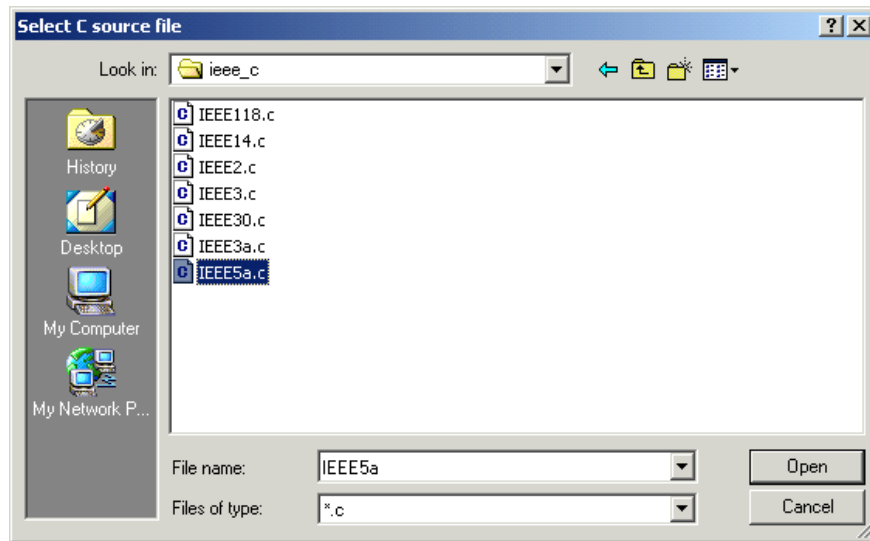 Select C source file
Look in: ieee_c
History
Desktop
My Computer
My Network P...
IEEE118.c
IEEE14.c
IEEE2.c
IEEE3.c
IEEE30.c
IEEE3a.c
IEEE5a.c
File name: IEEE5a
Open
Files of type: *.c
Cancel